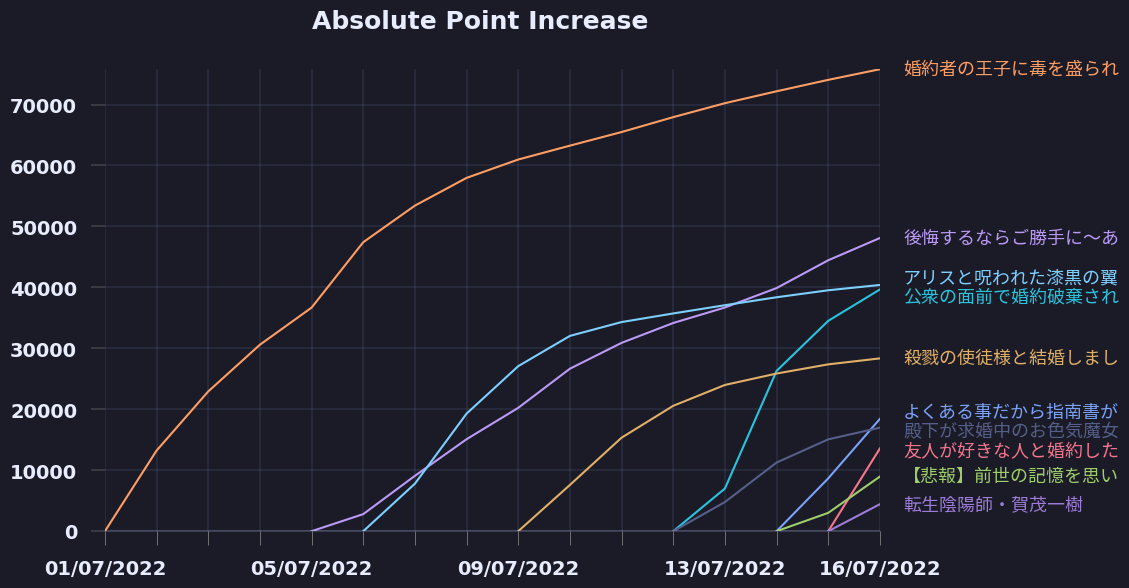 Absolute Point Increase
70000
60000
50000
40000
30000
20000
10000
0
01/07/2022
05/07/2022
09/07/2022
13/07/2022
16/07/2022
婚約者の王子に毒を盛られ
後悔するならご勝手に～あ
アリスと呪われた漆黒の翼
公衆の面前で婚約破棄され
殺戮の使徒様と結婚しまし
よくある事だから指南書が
殿下が求婚中のお色気魔女
友人が好きな人と婚約した
【悲報】前世の記憶を思い
転生陰陽師・賀茂一樹